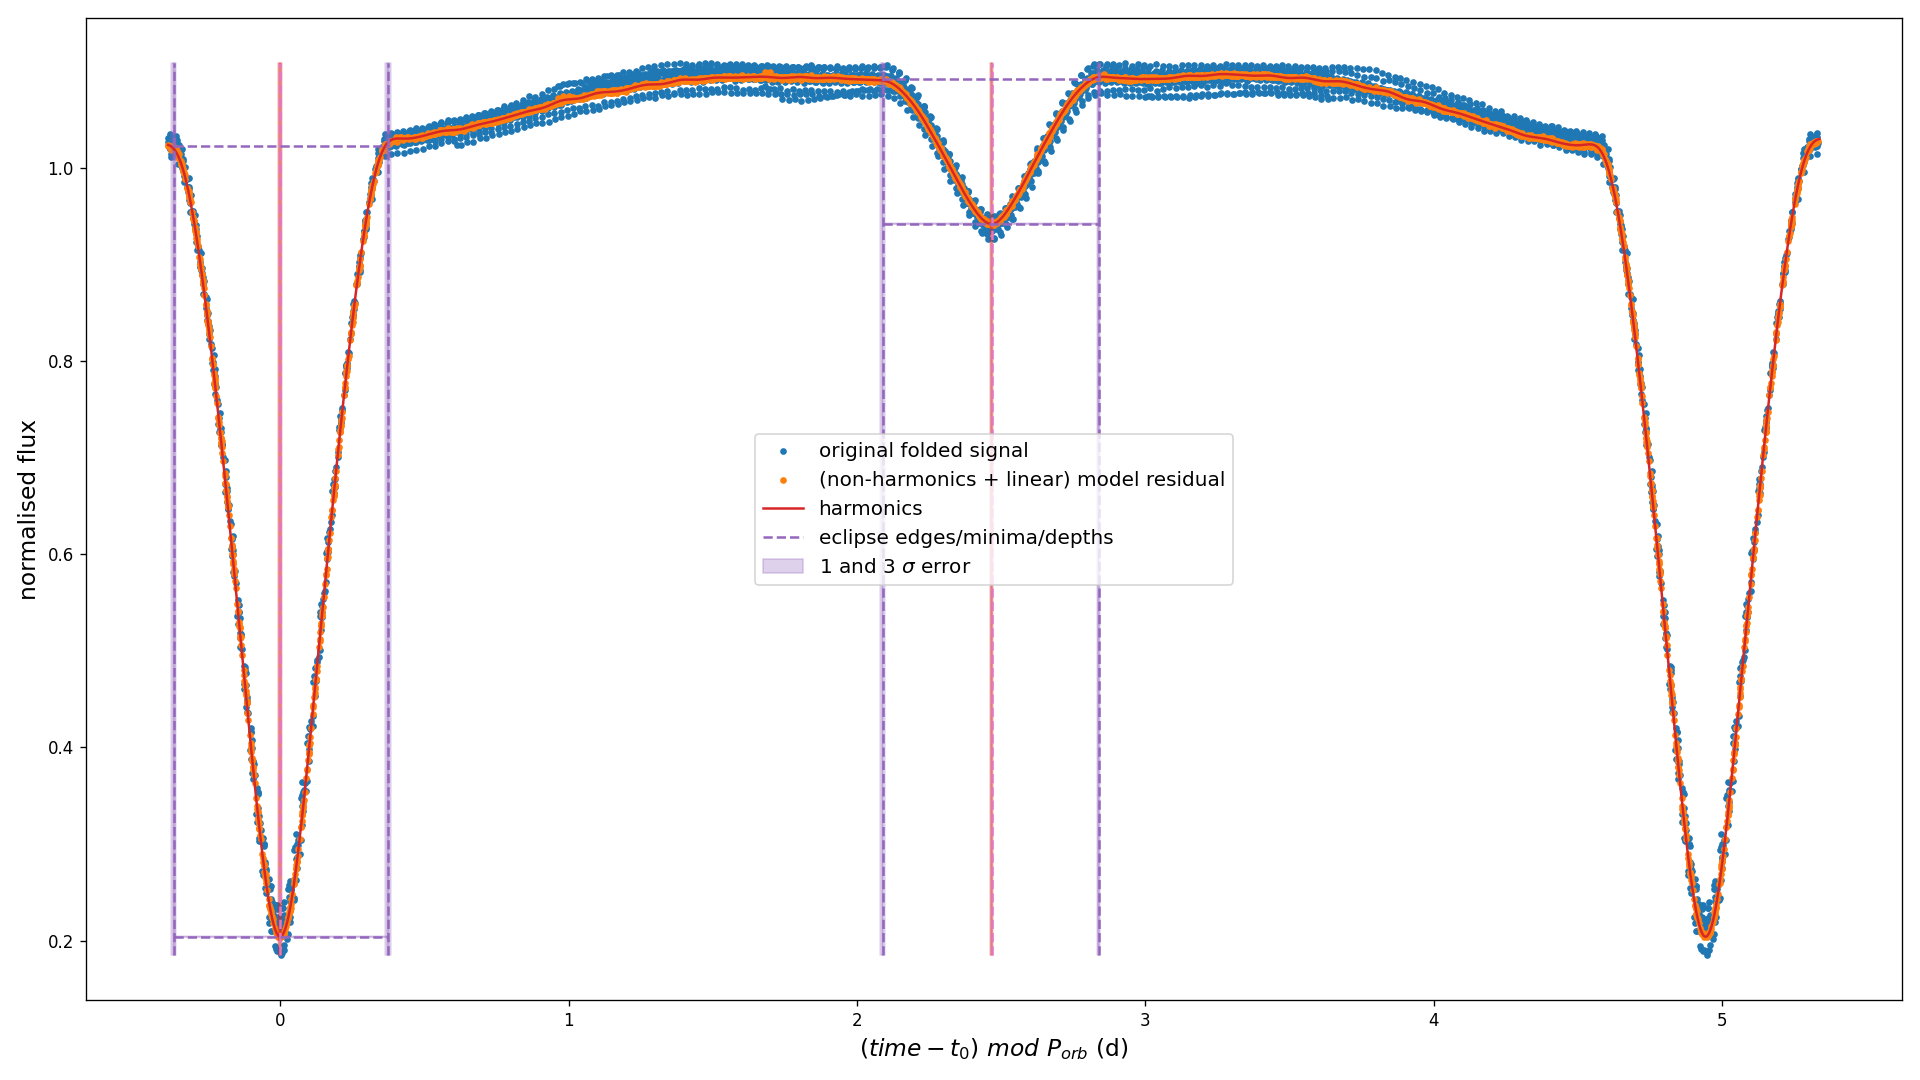 normalised flux
1.0
0.8
0.6
0.4
0.2
original folded signal
(non-harmonics + linear) model residual
harmonics
eclipse edges/minima/depths
1 and 3 σ error
0 1 2 3 4 5
(time − t₀) mod Pₒᵣb (d)